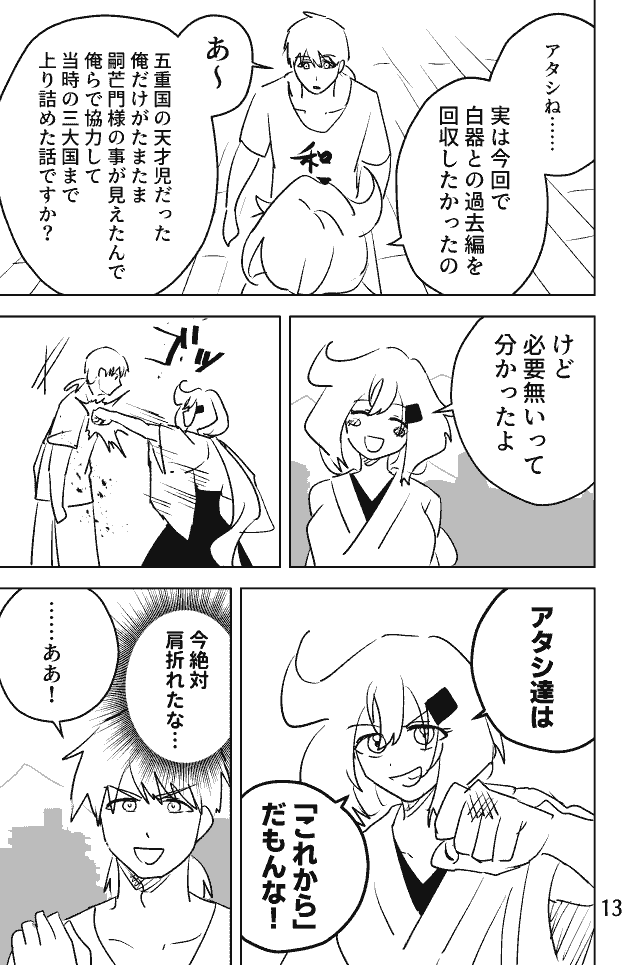 アタシね……
実は今回で
白器との過去編を
回収したかったの
あ〜
五重国の天才児だった
俺だけがたまたま
嗣芒門様の事が見えたんで
俺らで協力して
当時の三大国まで
上り詰めた話ですか？
和
けど
必要無いって
分かったよ
アタシ達は
「これから」
だもんな！
今絶対
肩折れたな…
……ああ！
13